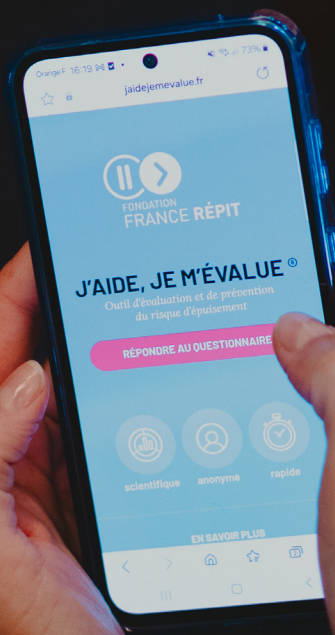 Orange F 16:19
73%
jaidejemevalue.fr
FONDATION
FRANCE RÉPIT
J'AIDE, JE M'ÉVALUE ®
Outil d'évaluation et de prévention
du risque d'épuisement
RÉPONDRE AU QUESTIONNAIRE
scientifique anonyme rapide
EN SAVOIR PLUS